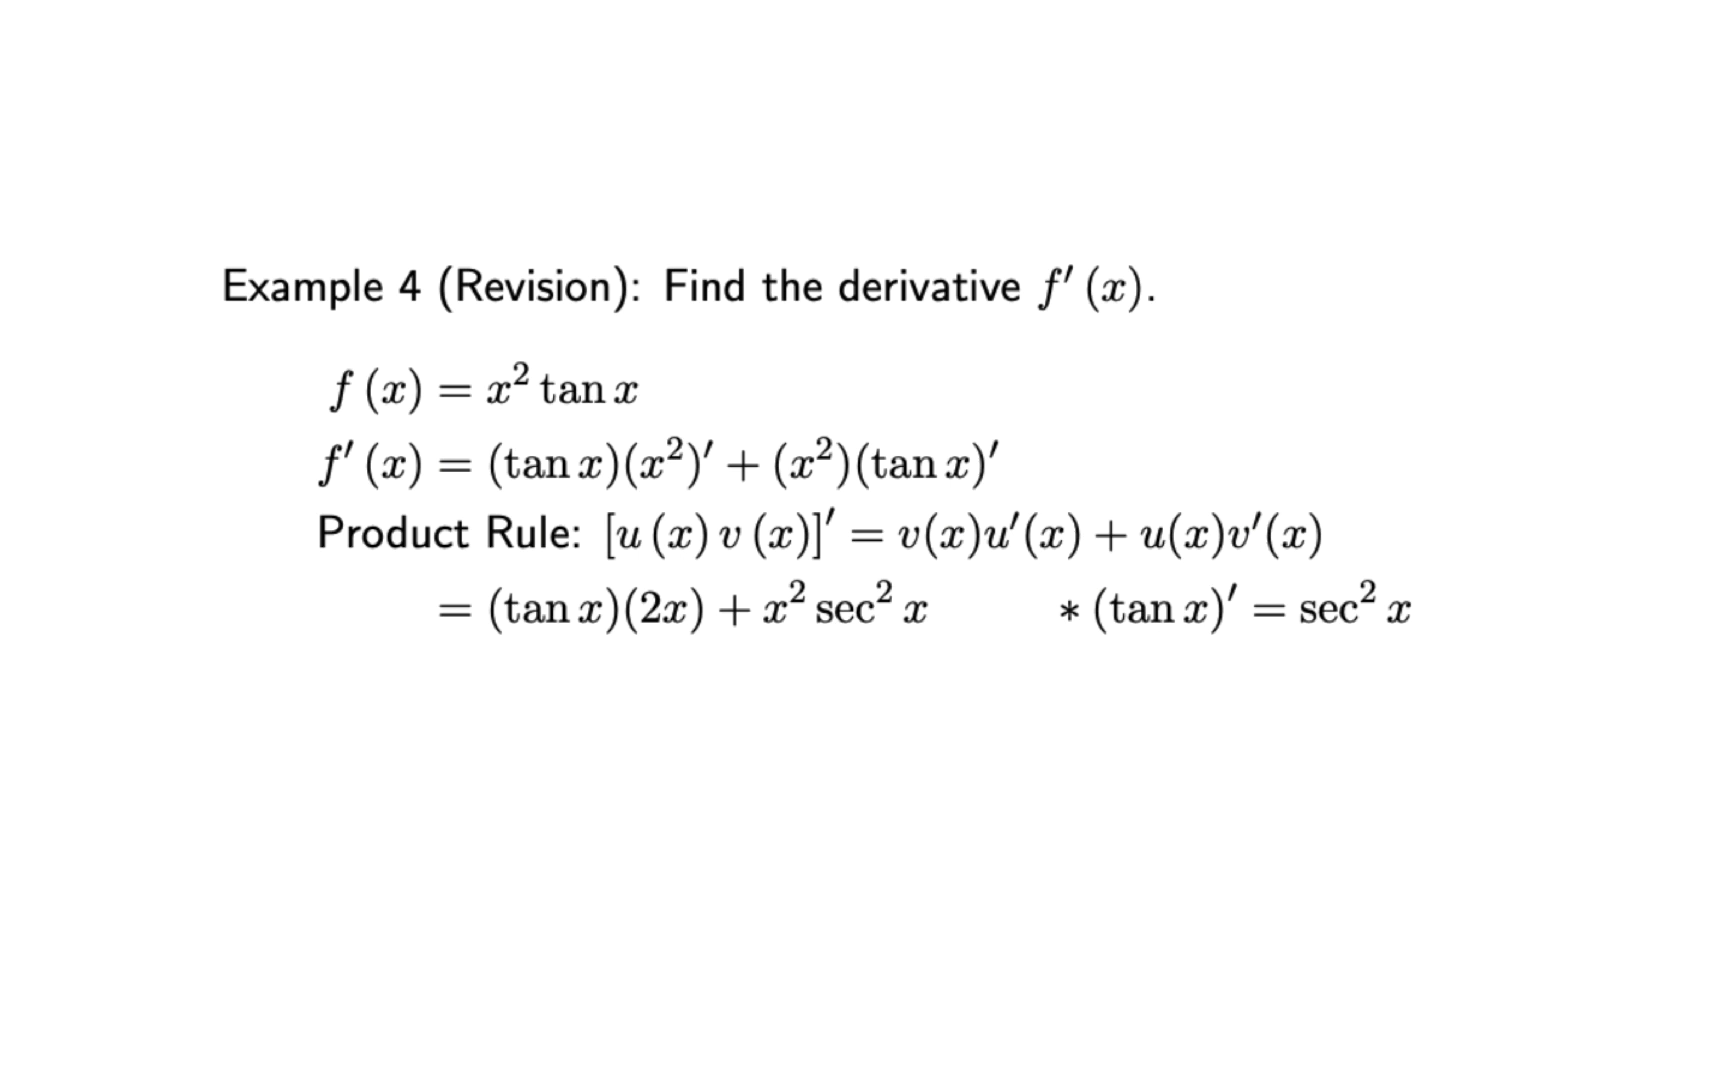 Example 4 (Revision): Find the derivative f′ (x).
f (x) = x² tan x
f′ (x) = (tan x)(x²)′ + (x²)(tan x)′
Product Rule: [u (x) v (x)]′ = v(x)u′(x) + u(x)v′(x)
= (tan x)(2x) + x² sec² x ∗ (tan x)′ = sec² x